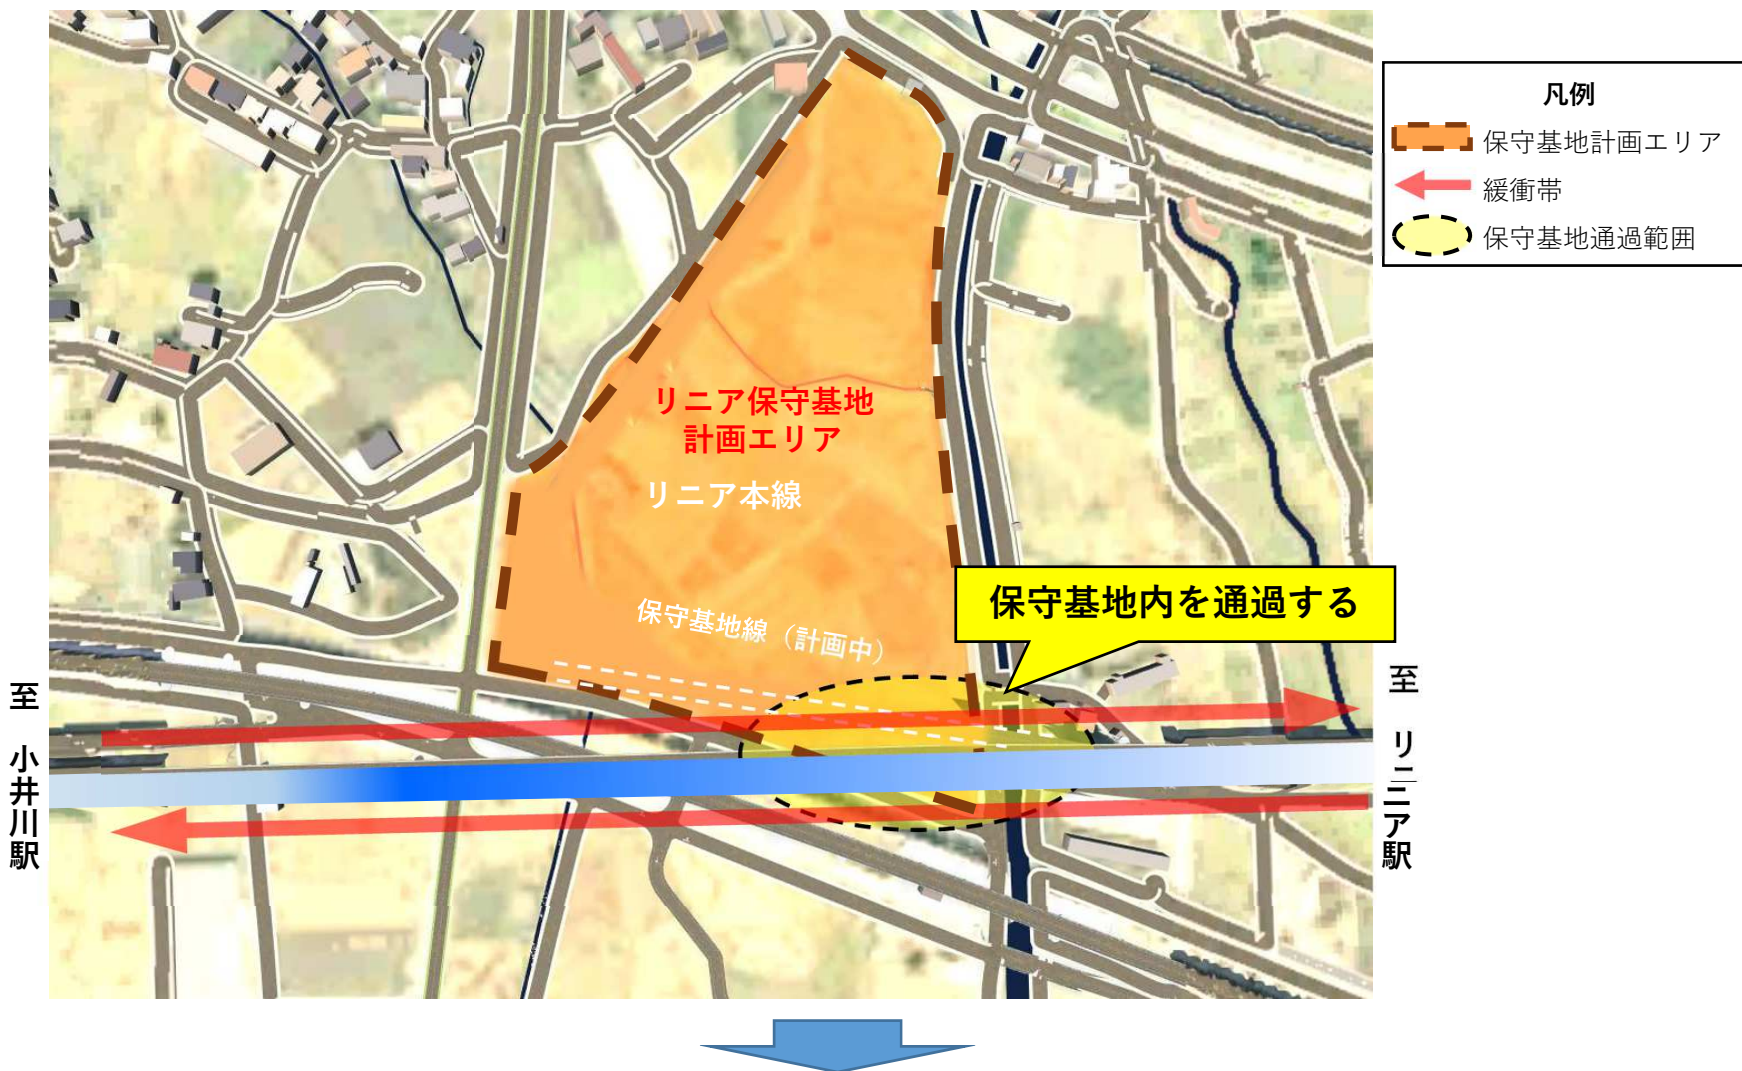 凡例
保守基地計画エリア
緩衝帯
保守基地通過範囲
リニア保守基地
計画エリア
リニア本線
保守基地線（計画中）
保守基地内を通過する
至 小井川駅
至 リニア駅